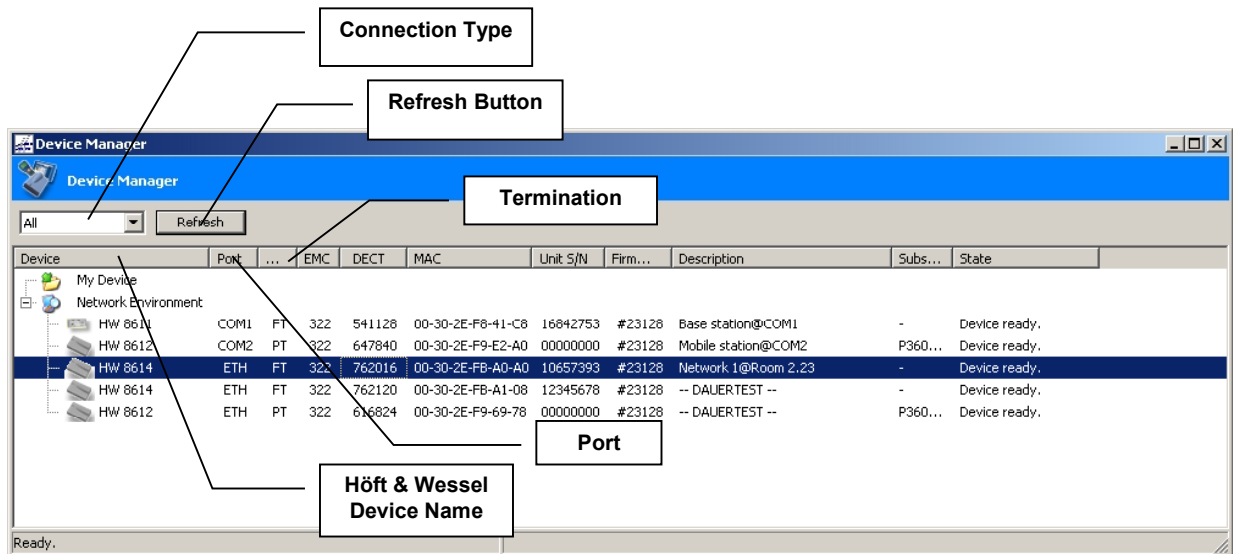 Connection Type
Refresh Button
Device Manager
Device Manager
Termination
All Refresh
Device Port ... EMC DECT MAC Unit S/N Firm... Description Subs... State
My Device
Network Environment
HW 8611 COM1 FT 322 541128 00-30-2E-F8-41-C8 16842753 #23128 Base station@COM1 - Device ready.
HW 8612 COM2 PT 322 647840 00-30-2E-F9-E2-A0 00000000 #23128 Mobile station@COM2 P360... Device ready.
HW 8614 ETH FT 322 762016 00-30-2E-FB-A0-A0 10657393 #23128 Network 1@Room 2.23 - Device ready.
HW 8614 ETH FT 322 762120 00-30-2E-FB-A1-08 12345678 #23128 -- DAUERTEST -- - Device ready.
HW 8612 ETH PT 322 616824 00-30-2E-F9-69-78 00000000 #23128 -- DAUERTEST -- P360... Device ready.
Port
Höft & Wessel
Device Name
Ready.